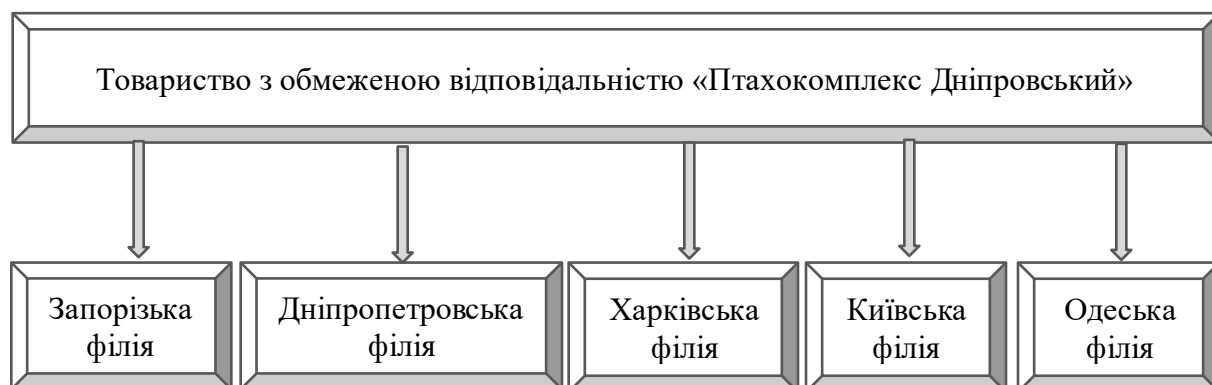 Товариство з обмеженою відповідальністю «Птахокомплекс Дніпровський»
Запорізька
філія
Дніпропетровська
філія
Харківська
філія
Київська
філія
Одеська
філія